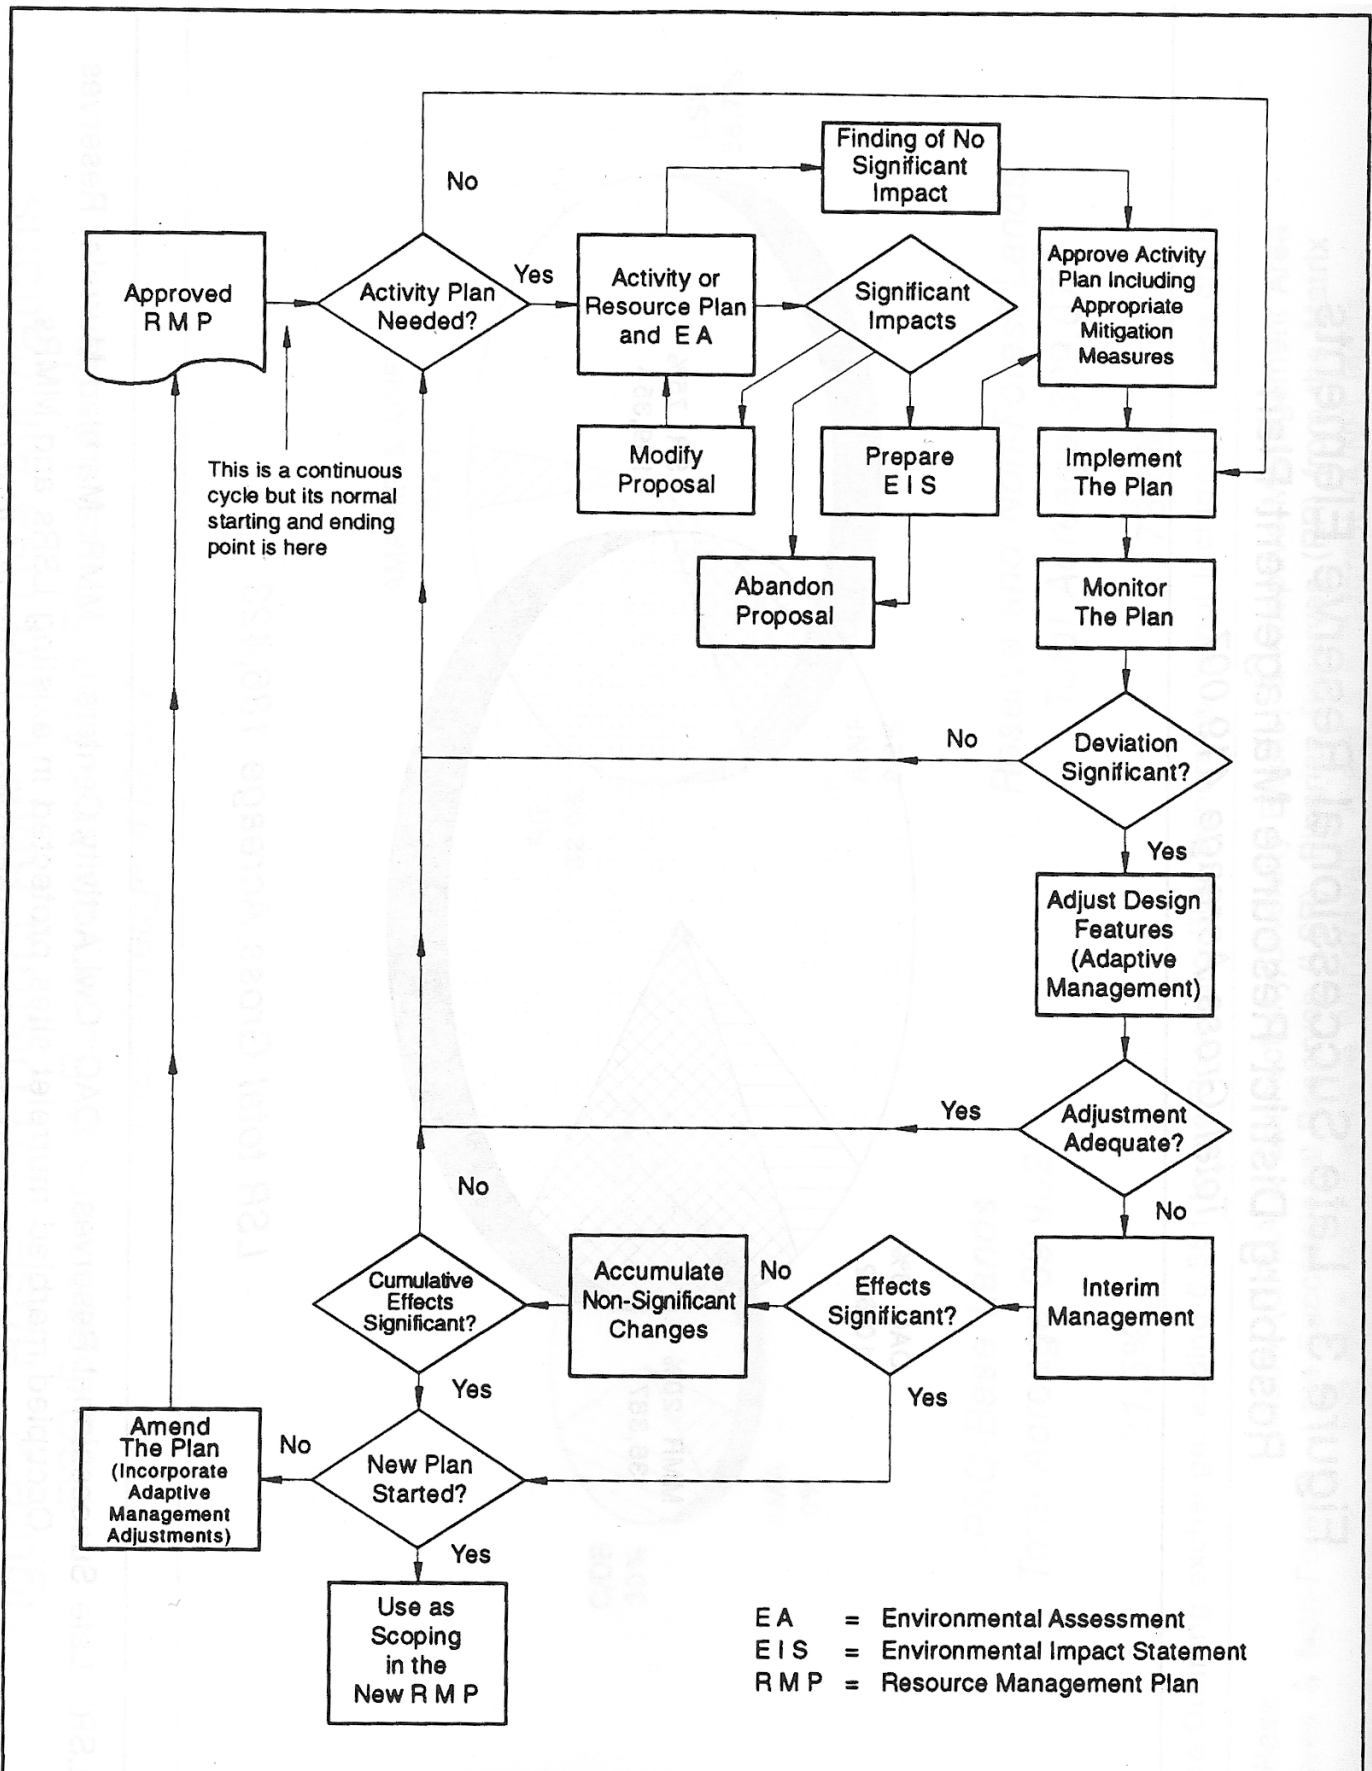 No
Finding of No
Significant
Impact
Approved
R M P
Activity Plan
Needed?
Yes
Activity or
Resource Plan
and E A
Significant
Impacts
Approve Activity
Plan Including
Appropriate
Mitigation
Measures
This is a continuous
cycle but its normal
starting and ending
point is here
Modify
Proposal
Prepare
E I S
Implement
The Plan
Abandon
Proposal
Monitor
The Plan
No
Deviation
Significant?
Yes
Adjust Design
Features
(Adaptive
Management)
Yes
Adjustment
Adequate?
No
No
Cumulative
Effects
Significant?
Accumulate
Non-Significant
Changes
No
Effects
Significant?
Interim
Management
Yes
Yes
Amend
The Plan
(Incorporate
Adaptive
Management
Adjustments)
No
New Plan
Started?
Yes
Use as
Scoping
in the
New R M P
E A = Environmental Assessment
E I S = Environmental Impact Statement
R M P = Resource Management Plan